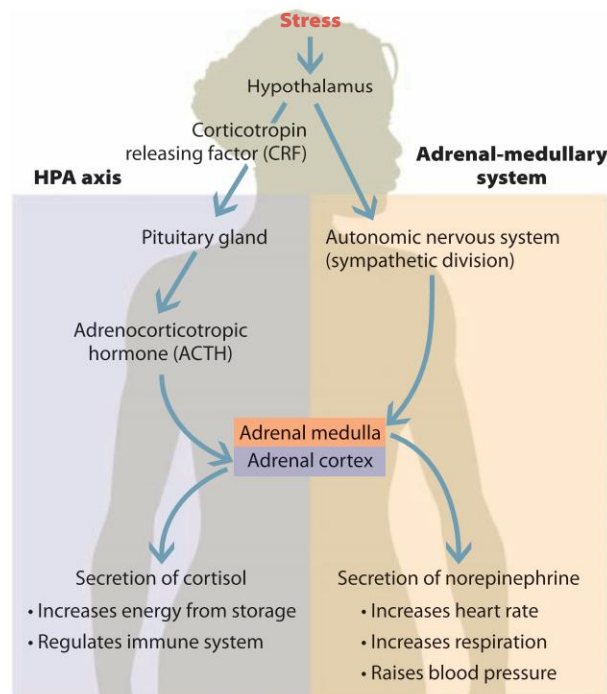 Stress
Hypothalamus
Corticotropin
releasing factor (CRF)
HPA axis
Adrenal-medullary
system
Pituitary gland
Autonomic nervous system
(sympathetic division)
Adrenocorticotropic
hormone (ACTH)
Adrenal medulla
Adrenal cortex
Secretion of cortisol
• Increases energy from storage
• Regulates immune system
Secretion of norepinephrine
• Increases heart rate
• Increases respiration
• Raises blood pressure